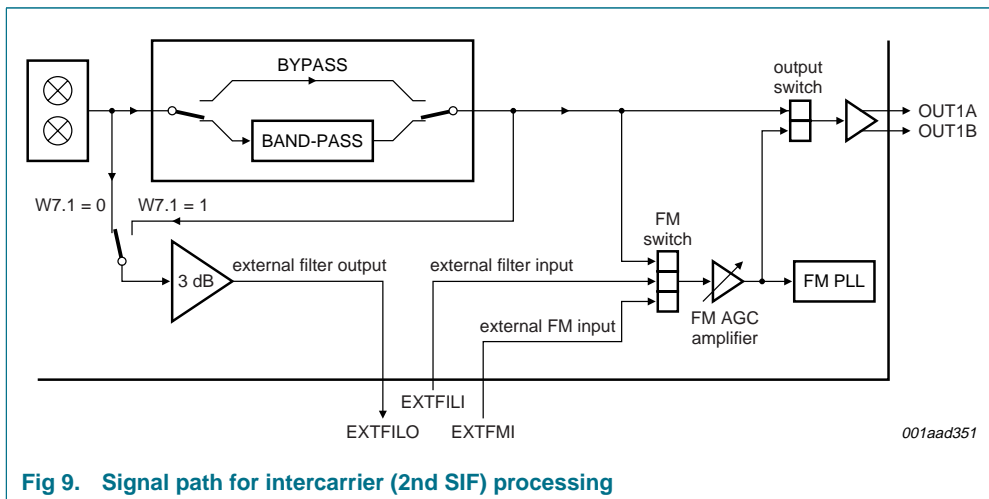 BYPASS
BAND-PASS
output
switch
OUT1A
OUT1B
W7.1 = 0
W7.1 = 1
3 dB
external filter output
external filter input
external FM input
FM
switch
FM AGC
amplifier
FM PLL
EXTFILI
EXTFILO
EXTFMI
001aad351
Fig 9. Signal path for intercarrier (2nd SIF) processing